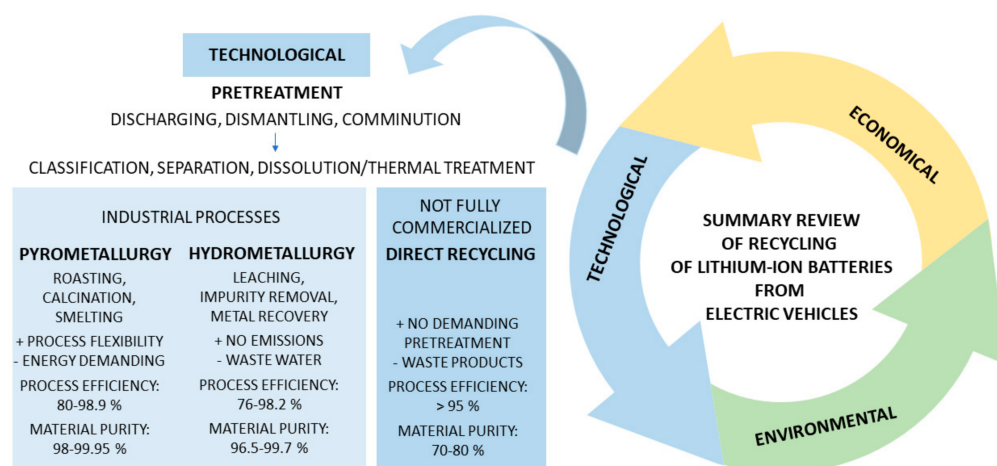 TECHNOLOGICAL
PRETREATMENT
DISCHARGING, DISMANTLING, COMMINUTION
CLASSIFICATION, SEPARATION, DISSOLUTION/THERMAL TREATMENT
INDUSTRIAL PROCESSES
PYROMETALLURGY
ROASTING,
CALCINATION,
SMELTING
+ PROCESS FLEXIBILITY
- ENERGY DEMANDING
PROCESS EFFICIENCY:
80-98.9 %
MATERIAL PURITY:
98-99.95 %
HYDROMETALLURGY
LEACHING,
IMPURITY REMOVAL,
METAL RECOVERY
+ NO EMISSIONS
- WASTE WATER
PROCESS EFFICIENCY:
76-98.2 %
MATERIAL PURITY:
96.5-99.7 %
NOT FULLY
COMMERCIALIZED
DIRECT RECYCLING
+ NO DEMANDING
PRETREATMENT
- WASTE PRODUCTS
PROCESS EFFICIENCY:
> 95 %
MATERIAL PURITY:
70-80 %
TECHNOLOGICAL
ECONOMICAL
ENVIRONMENTAL
SUMMARY REVIEW
OF RECYCLING
OF LITHIUM-ION BATTERIES
FROM
ELECTRIC VEHICLES